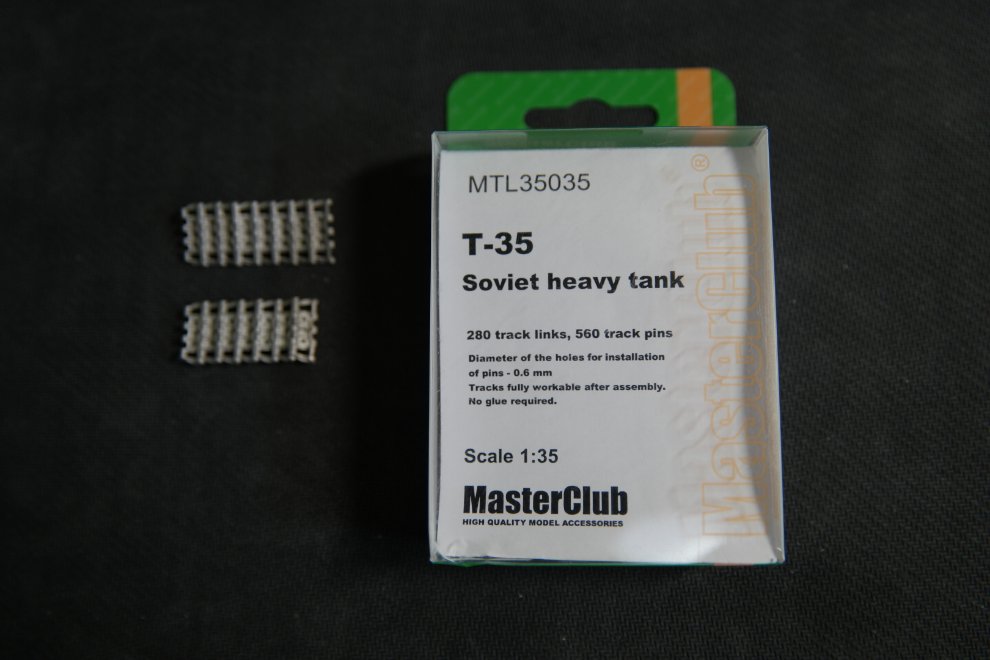 MTL35035
T-35
Soviet heavy tank
280 track links, 560 track pins
Diameter of the holes for installation
of pins - 0.6 mm
Tracks fully workable after assembly.
No glue required.
Scale 1:35
MasterClub
HIGH QUALITY MODEL ACCESSORIES
MasterClub®